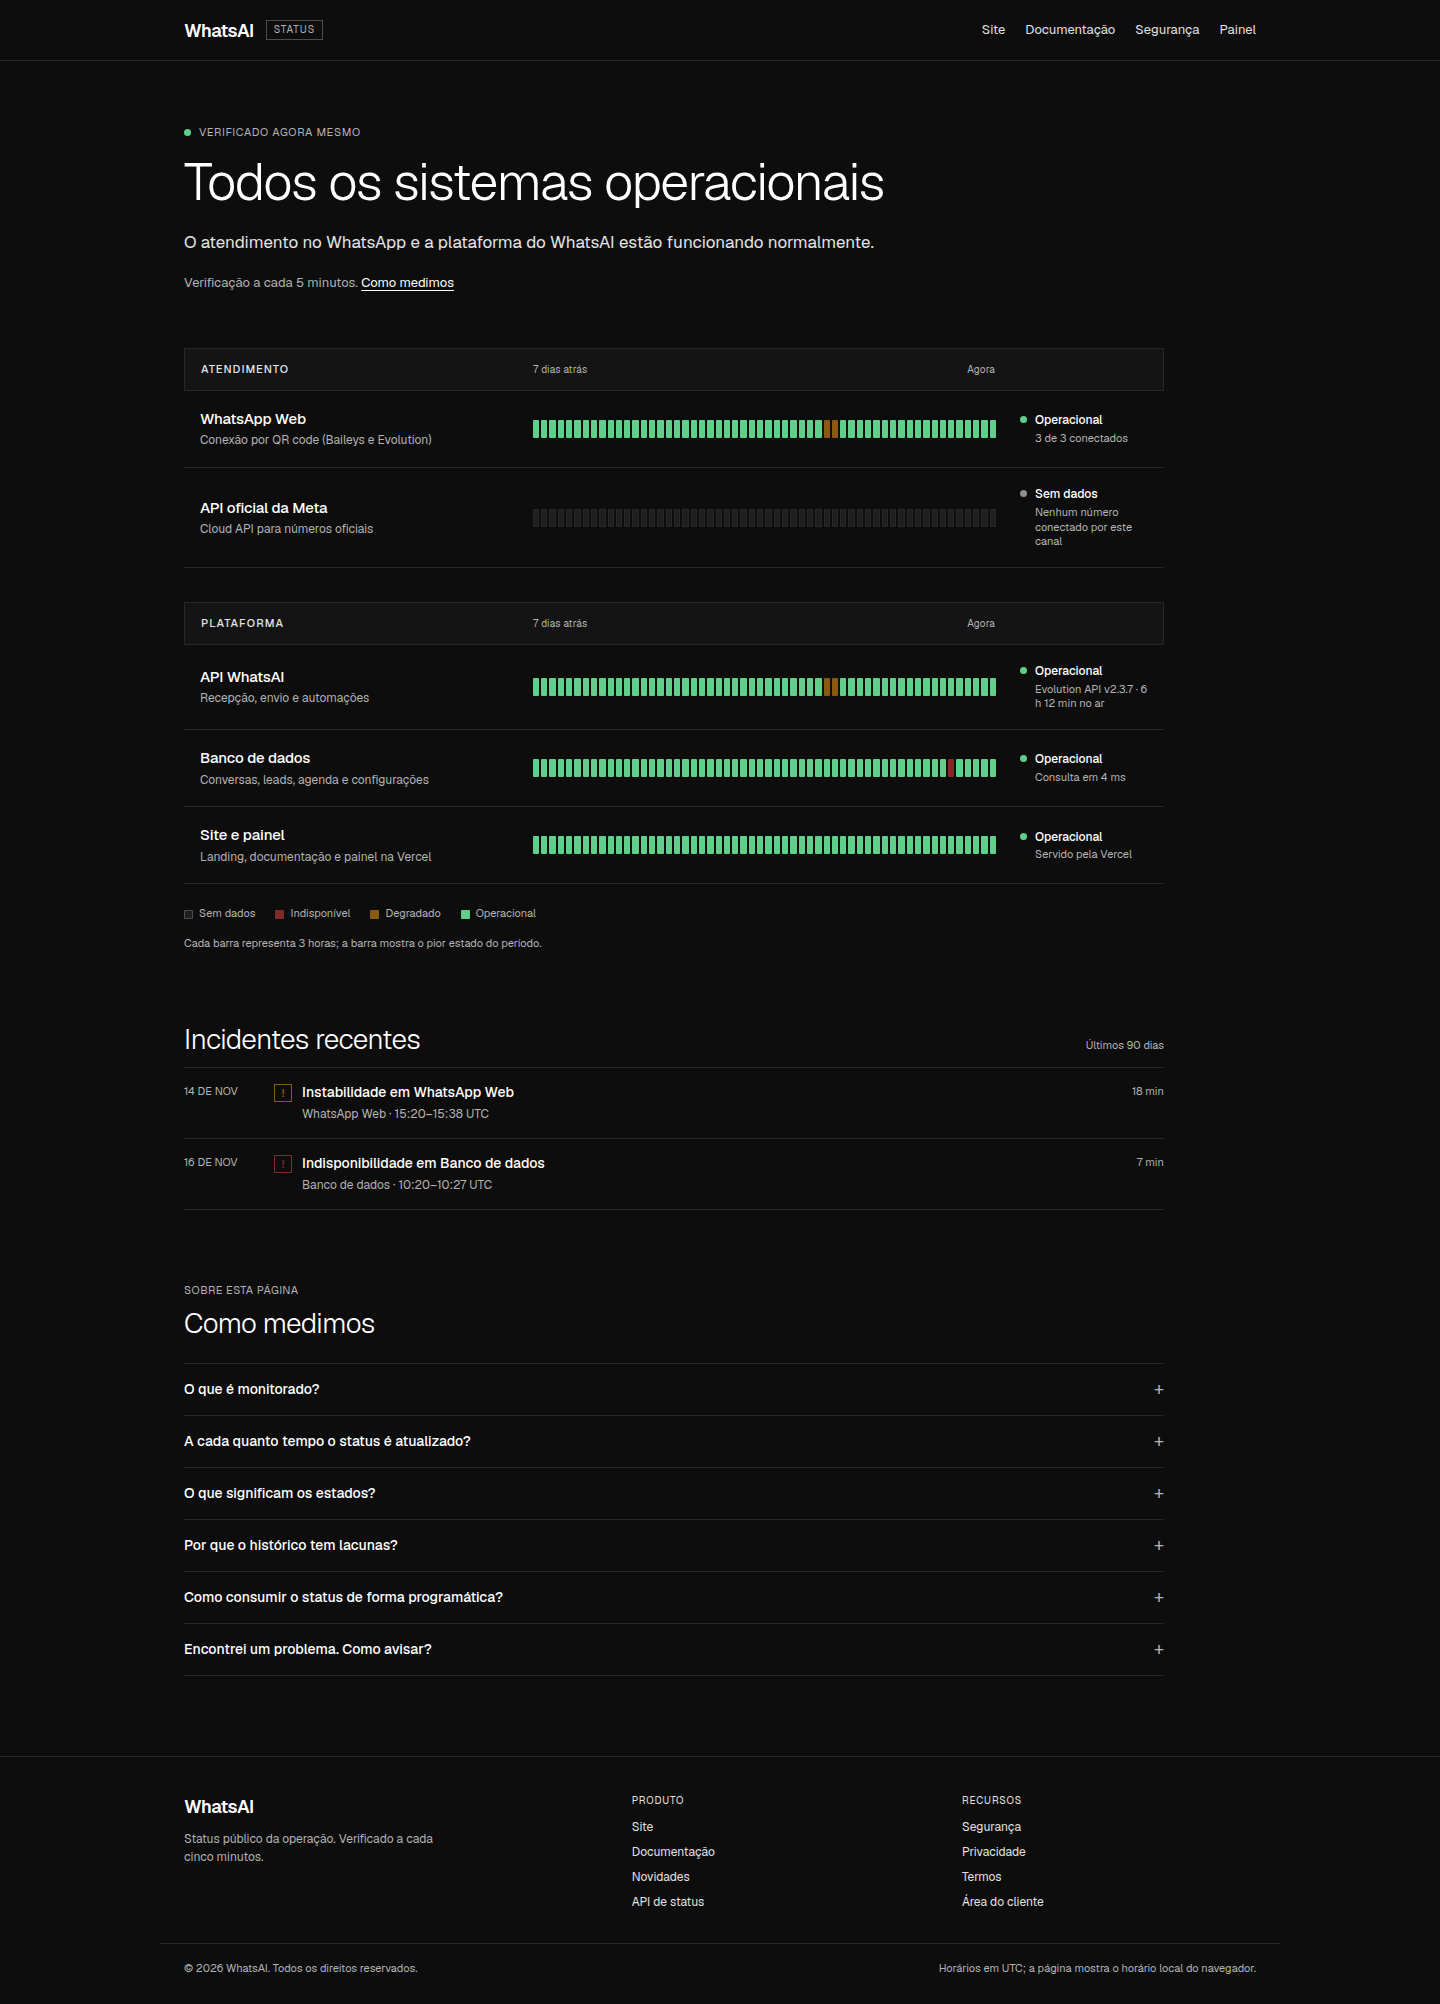 WhatsAI STATUS
Site Documentação Segurança Painel
VERIFICADO AGORA MESMO
Todos os sistemas operacionais
O atendimento no WhatsApp e a plataforma do WhatsAI estão funcionando normalmente.
Verificação a cada 5 minutos. Como medimos
ATENDIMENTO 7 dias atrás Agora
WhatsApp Web
Conexão por QR code (Baileys e Evolution)
Operacional
3 de 3 conectados
API oficial da Meta
Cloud API para números oficiais
Sem dados
Nenhum número
conectado por este
canal
PLATAFORMA 7 dias atrás Agora
API WhatsAI
Recepção, envio e automações
Operacional
Evolution API v2.3.7 · 6
h 12 min no ar
Banco de dados
Conversas, leads, agenda e configurações
Operacional
Consulta em 4 ms
Site e painel
Landing, documentação e painel na Vercel
Operacional
Servido pela Vercel
Sem dados Indisponível Degradado Operacional
Cada barra representa 3 horas; a barra mostra o pior estado do período.
Incidentes recentes
Últimos 90 dias
14 DE NOV ! Instabilidade em WhatsApp Web 18 min
WhatsApp Web · 15:20–15:38 UTC
16 DE NOV ! Indisponibilidade em Banco de dados 7 min
Banco de dados · 10:20–10:27 UTC
SOBRE ESTA PÁGINA
Como medimos
O que é monitorado? +
A cada quanto tempo o status é atualizado? +
O que significam os estados? +
Por que o histórico tem lacunas? +
Como consumir o status de forma programática? +
Encontrei um problema. Como avisar? +
WhatsAI
Status público da operação. Verificado a cada
cinco minutos.
PRODUTO
Site
Documentação
Novidades
API de status
RECURSOS
Segurança
Privacidade
Termos
Área do cliente
© 2026 WhatsAI. Todos os direitos reservados.
Horários em UTC; a página mostra o horário local do navegador.